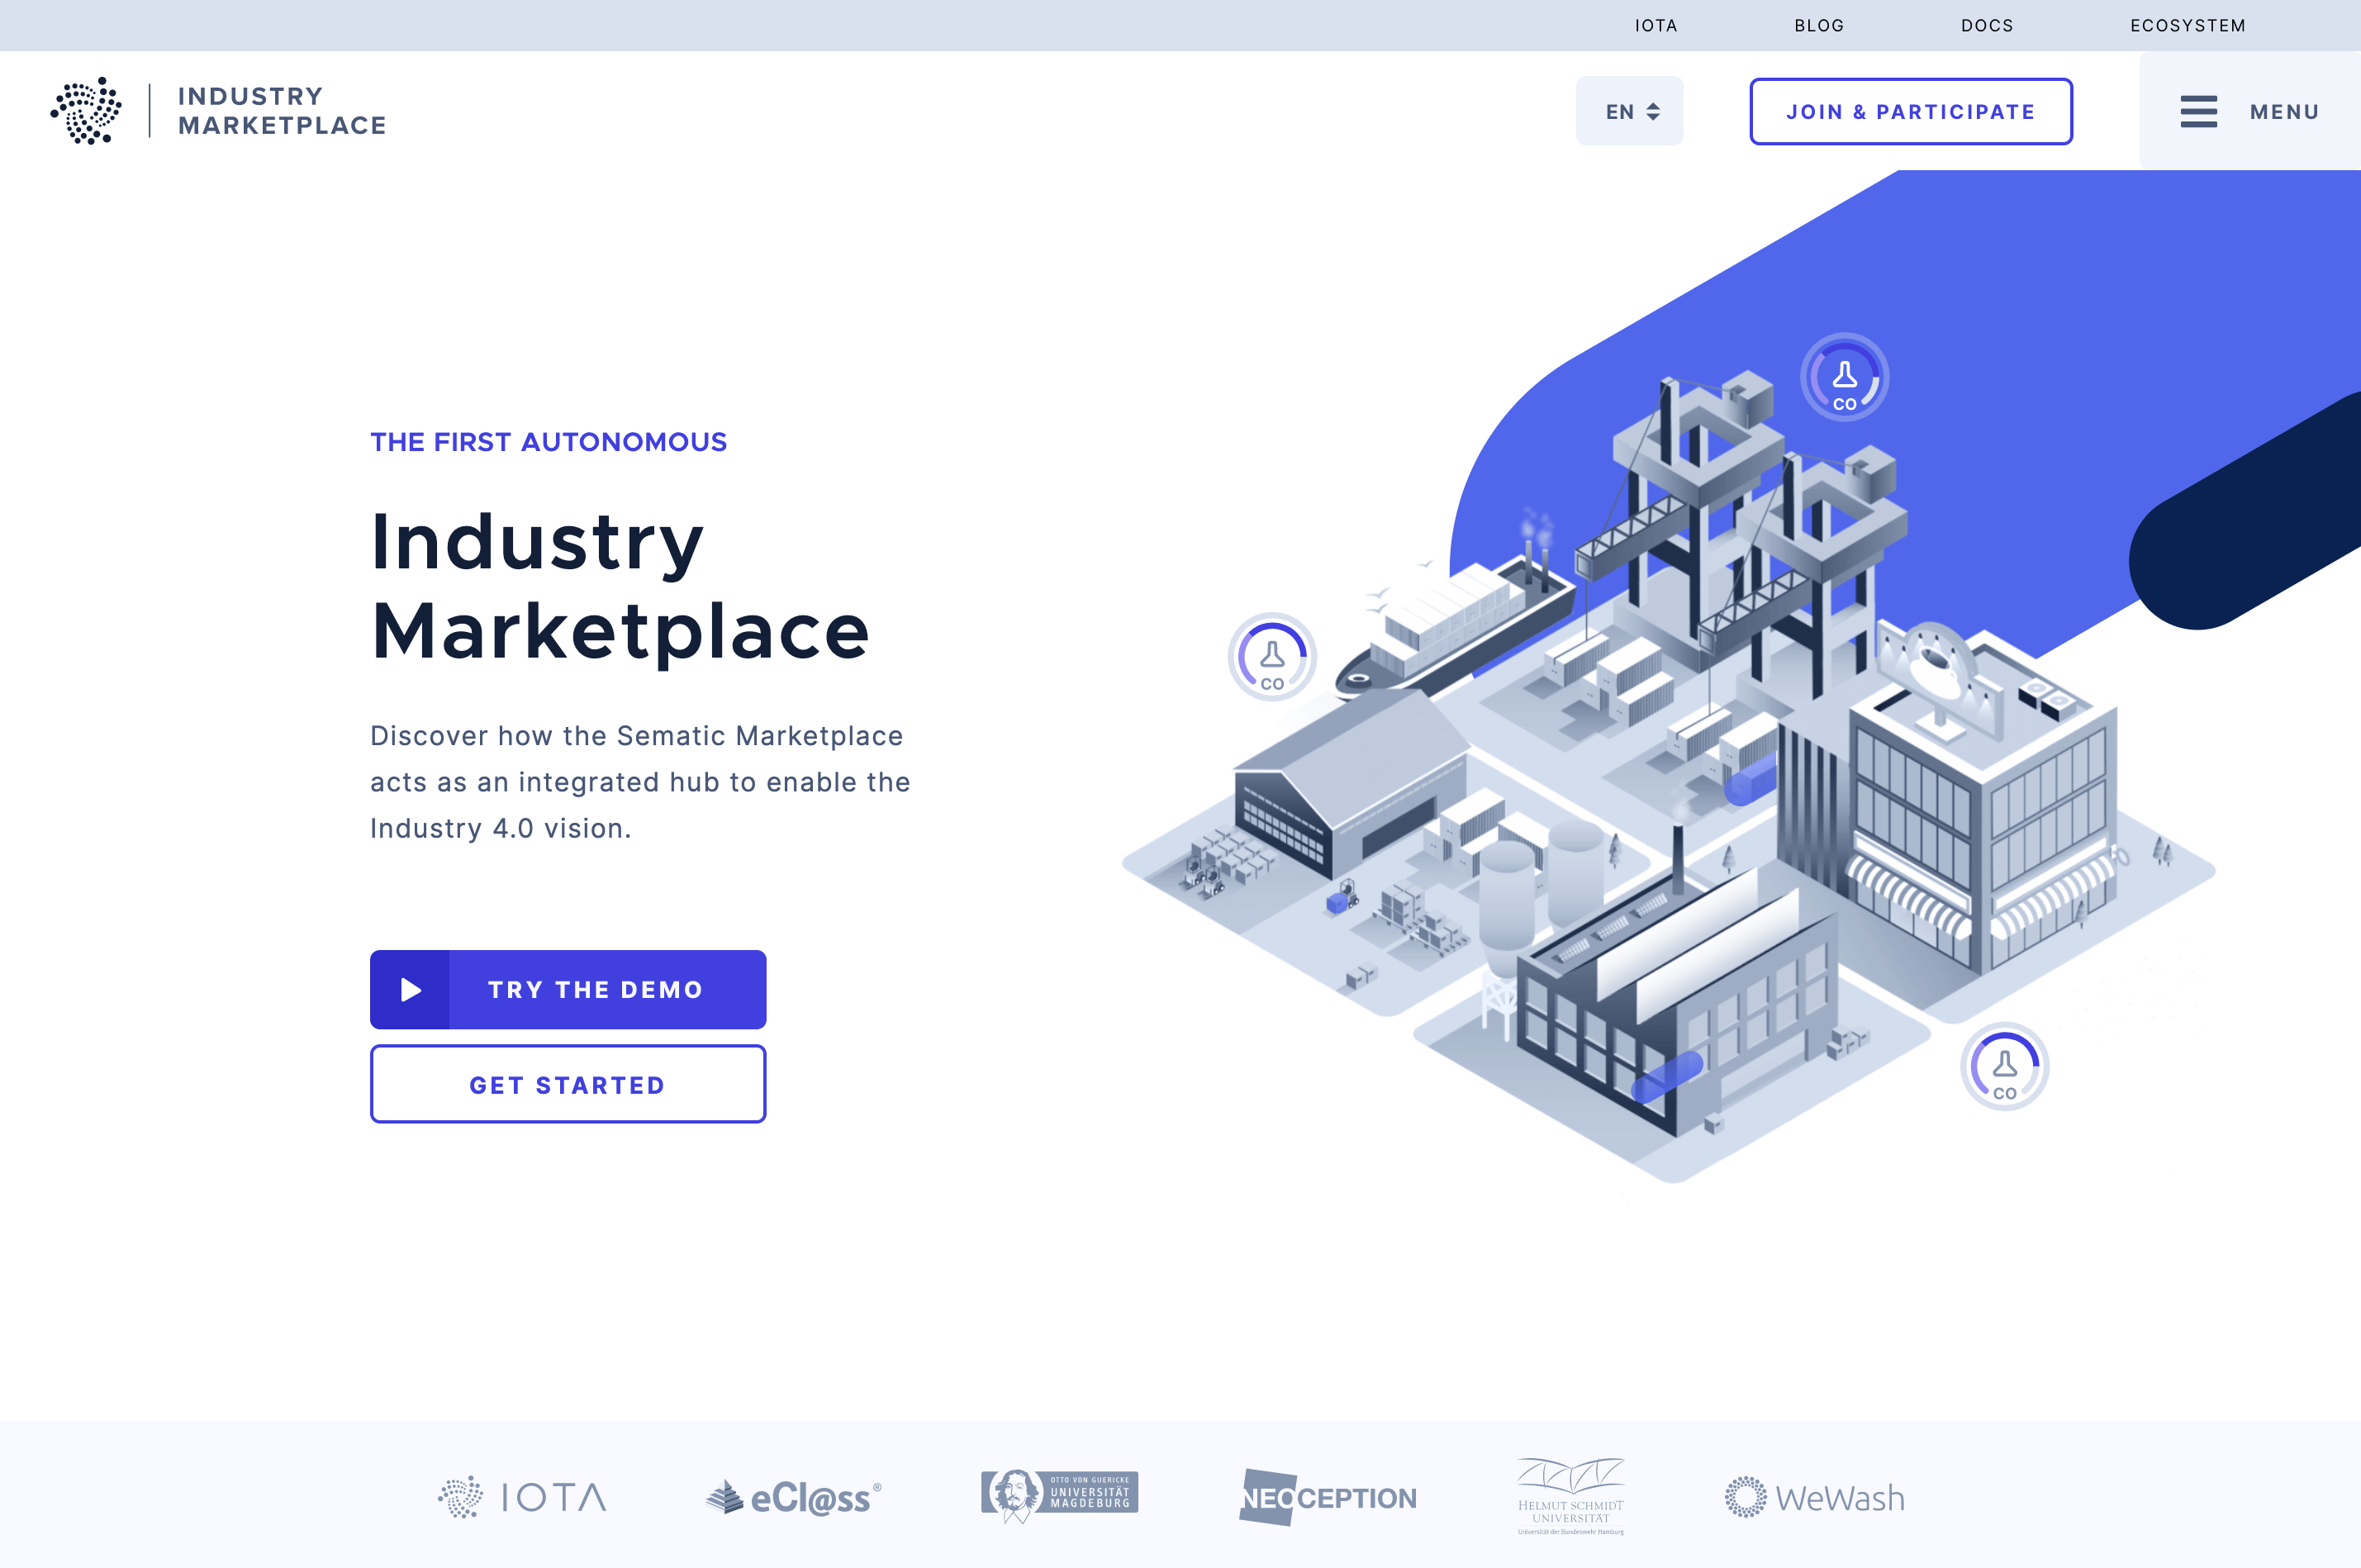 IOTA BLOG DOCS ECOSYSTEM
INDUSTRY
MARKETPLACE
EN
JOIN & PARTICIPATE
MENU
THE FIRST AUTONOMOUS
Industry
Marketplace
Discover how the Sematic Marketplace
acts as an integrated hub to enable the
Industry 4.0 vision.
TRY THE DEMO
GET STARTED
CO
CO
CO
IOTA
eCl@ss®
OTTO VON GUERICKE
UNIVERSITÄT
MAGDEBURG
NEOCEPTION
HELMUT SCHMIDT
UNIVERSITÄT
Universität der Bundeswehr Hamburg
WeWash